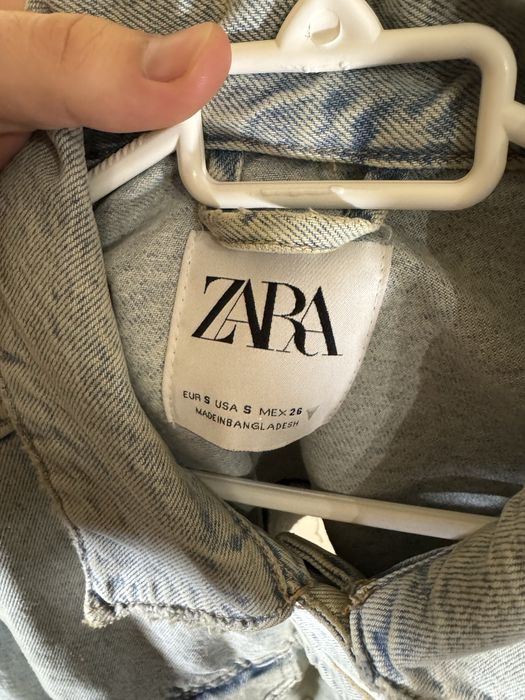 ZARA
EUR S USA S MEX 26
MADE IN BANGLADESH